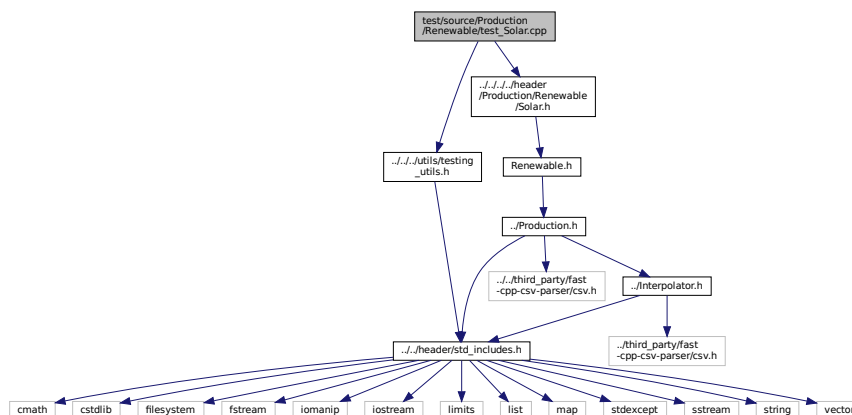 test/source/Production
/Renewable/test_Solar.cpp
../../../../header
/Production/Renewable
/Solar.h
../../../utils/testing
_utils.h
Renewable.h
../Production.h
../../third_party/fast
-cpp-csv-parser/csv.h
../Interpolator.h
../third_party/fast
-cpp-csv-parser/csv.h
../../header/std_includes.h
cmath
cstdlib
filesystem
fstream
iomanip
iostream
limits
list
map
stdexcept
sstream
string
vector